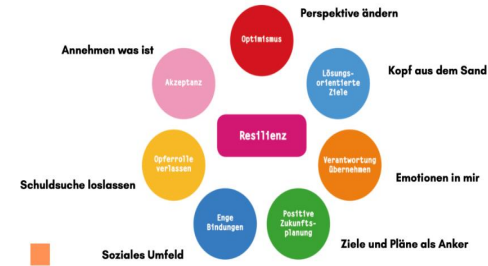 Perspektive ändern
Optimismus
Annehmen was ist
Akzeptanz
Lösungs-
orientierte
Ziele
Kopf aus dem Sand
Resilienz
Opferrolle
verlassen
Schuldsuche loslassen
Verantwortung
übernehmen
Emotionen in mir
Enge
Bindungen
Soziales Umfeld
Positive
Zukunfts-
planung
Ziele und Pläne als Anker